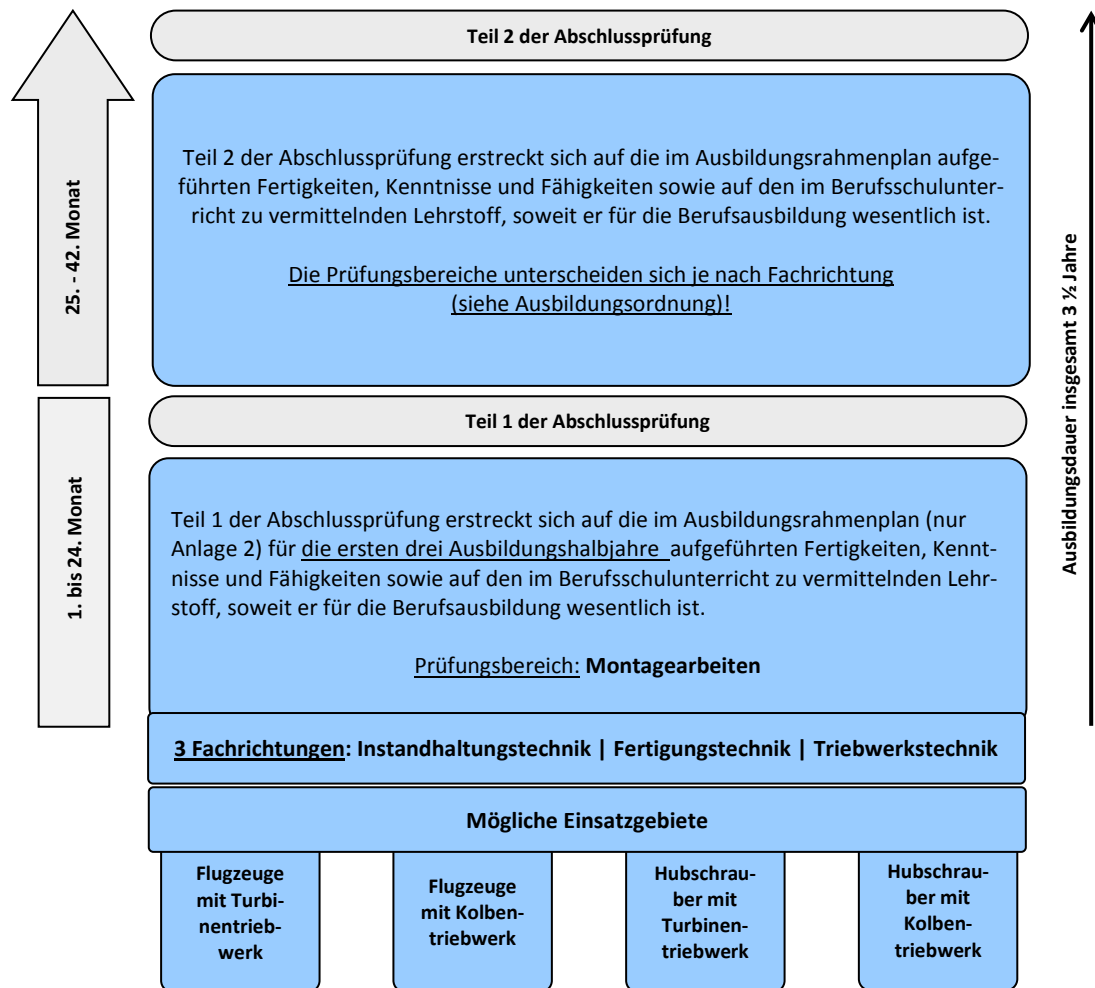 Teil 2 der Abschlussprüfung
25. - 42. Monat
Teil 2 der Abschlussprüfung erstreckt sich auf die im Ausbildungsrahmenplan aufge-
führten Fertigkeiten, Kenntnisse und Fähigkeiten sowie auf den im Berufsschulunter-
richt zu vermittelnden Lehrstoff, soweit er für die Berufsausbildung wesentlich ist.
Die Prüfungsbereiche unterscheiden sich je nach Fachrichtung
(siehe Ausbildungsordnung)!
Ausbildungsdauer insgesamt 3 ½ Jahre
Teil 1 der Abschlussprüfung
1. bis 24. Monat
Teil 1 der Abschlussprüfung erstreckt sich auf die im Ausbildungsrahmenplan (nur
Anlage 2) für die ersten drei Ausbildungshalbjahre aufgeführten Fertigkeiten, Kennt-
nisse und Fähigkeiten sowie auf den im Berufsschulunterricht zu vermittelnden Lehr-
stoff, soweit er für die Berufsausbildung wesentlich ist.
Prüfungsbereich: Montagearbeiten
3 Fachrichtungen: Instandhaltungstechnik | Fertigungstechnik | Triebwerkstechnik
Mögliche Einsatzgebiete
Flugzeuge
mit Turbi-
nentrieb-
werk
Flugzeuge
mit Kolben-
triebwerk
Hubschrau-
ber mit
Turbinen-
triebwerk
Hubschrau-
ber mit
Kolben-
triebwerk